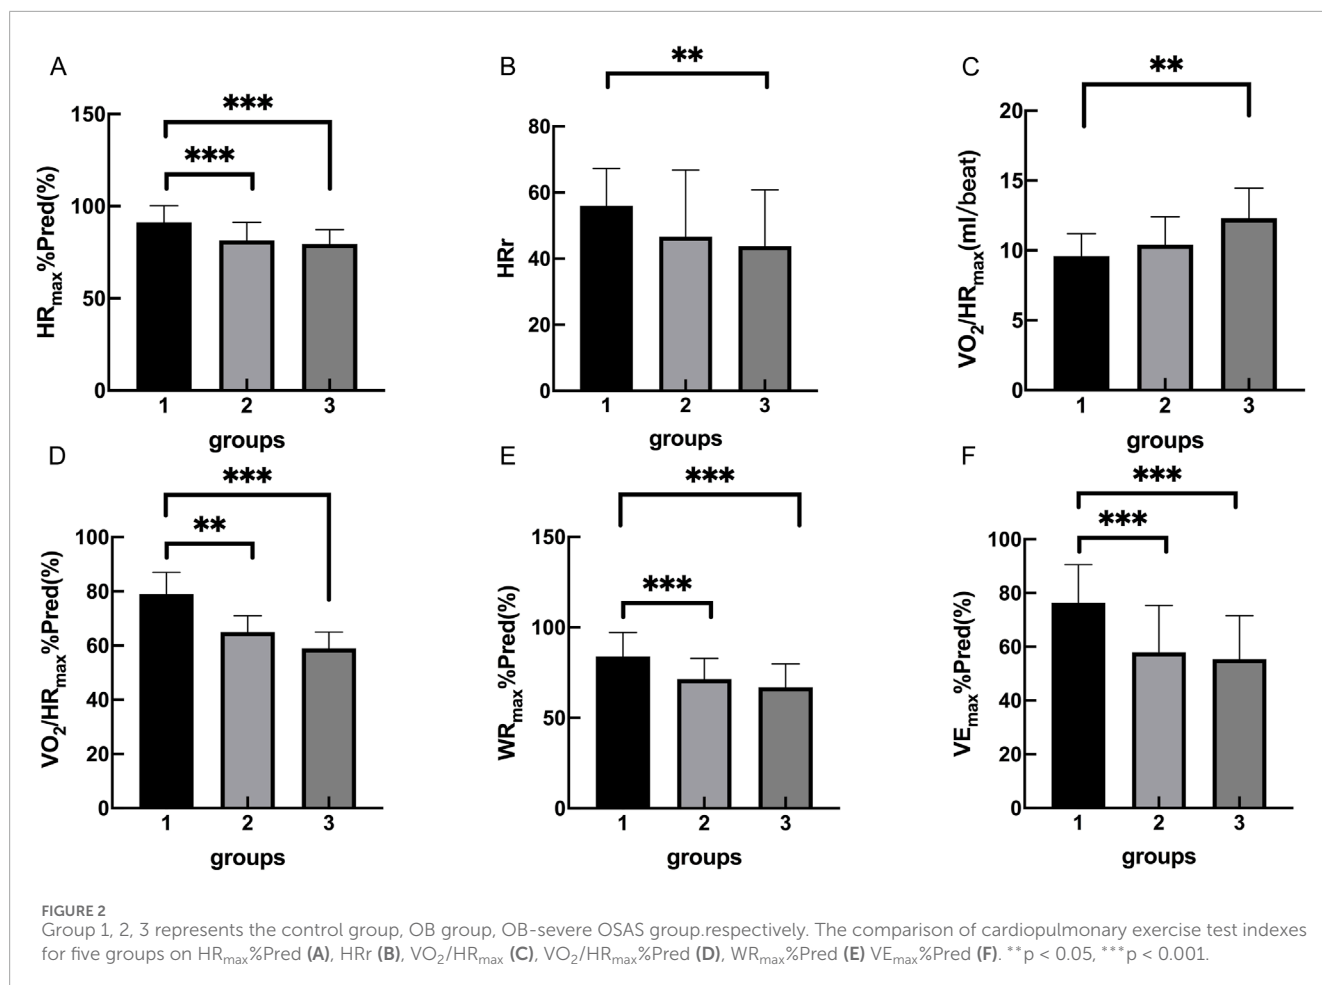 A
***
***
150
100
50
0
HRmax%Pred(%)
1 2 3
groups
B
**
80
60
40
20
0
HRr
1 2 3
groups
C
**
20
15
10
5
0
VO2/HRmax(ml/beat)
1 2 3
groups
D
***
**
100
80
60
40
20
0
VO2/HRmax%Pred(%)
1 2 3
groups
E
***
***
150
100
50
0
WRmax%Pred(%)
1 2 3
groups
F
***
***
100
80
60
40
20
0
VEmax%Pred(%)
1 2 3
groups
FIGURE 2
Group 1, 2, 3 represents the control group, OB group, OB-severe OSAS group.respectively. The comparison of cardiopulmonary exercise test indexes
for five groups on HRmax%Pred (A), HRr (B), VO2/HRmax (C), VO2/HRmax%Pred (D), WRmax%Pred (E) VEmax%Pred (F). **p < 0.05, ***p < 0.001.